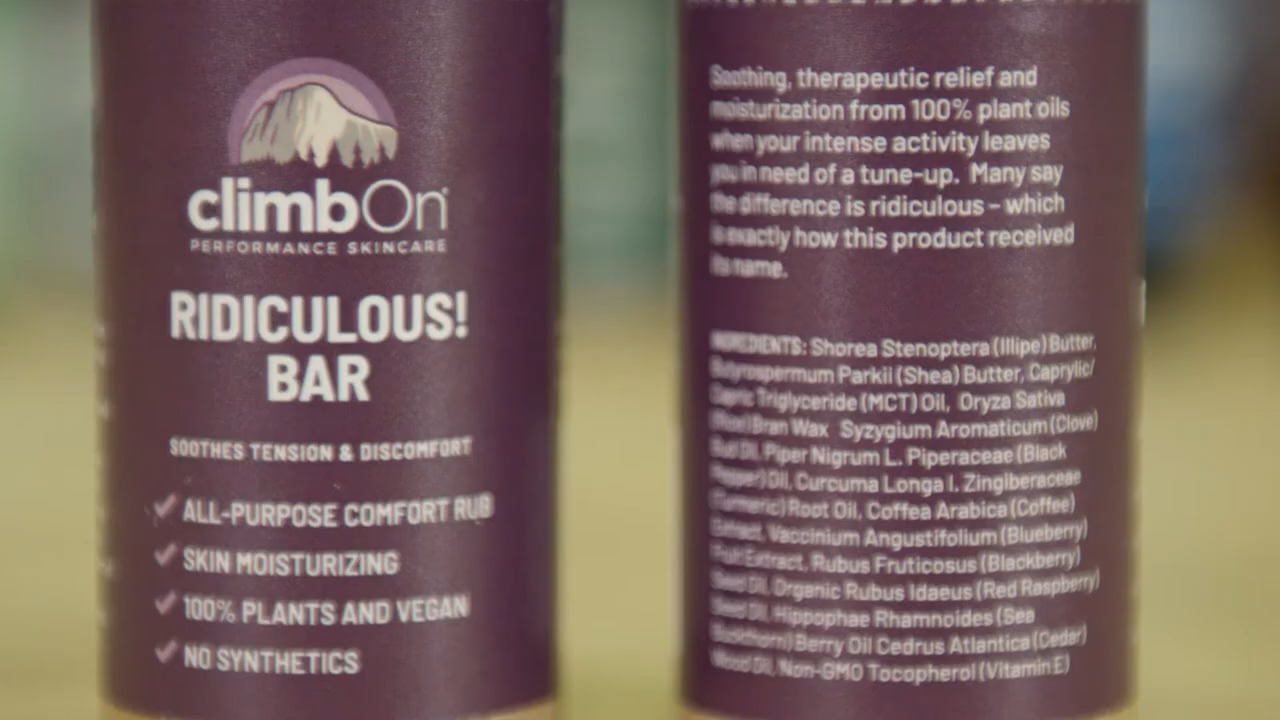 climbOn
PERFORMANCE SKINCARE
RIDICULOUS!
BAR
SOOTHES TENSION & DISCOMFORT
ALL-PURPOSE COMFORT RUB
SKIN MOISTURIZING
100% PLANTS AND VEGAN
NO SYNTHETICS
Soothing, therapeutic relief and
moisturization from 100% plant oils
when your intense activity leaves
you in need of a tune-up. Many say
the difference is ridiculous – which
is exactly how this product received
its name.
INGREDIENTS: Shorea Stenoptera (Illipe) Butter,
Butyrospermum Parkii (Shea) Butter, Caprylic/
Capric Triglyceride (MCT) Oil, Oryza Sativa
(Rice) Bran Wax Syzygium Aromaticum (Clove)
Bud Oil, Piper Nigrum L. Piperaceae (Black
Pepper) Oil, Curcuma Longa l. Zingiberaceae
(Turmeric) Root Oil, Coffea Arabica (Coffee)
Extract, Vaccinium Angustifolium (Blueberry)
Fruit Extract, Rubus Fruticosus (Blackberry)
Seed Oil, Organic Rubus Idaeus (Red Raspberry)
Seed Oil, Hippophae Rhamnoides (Sea
Buckthorn) Berry Oil Cedrus Atlantica (Cedar)
Wood Oil, Non-GMO Tocopherol (Vitamin E)